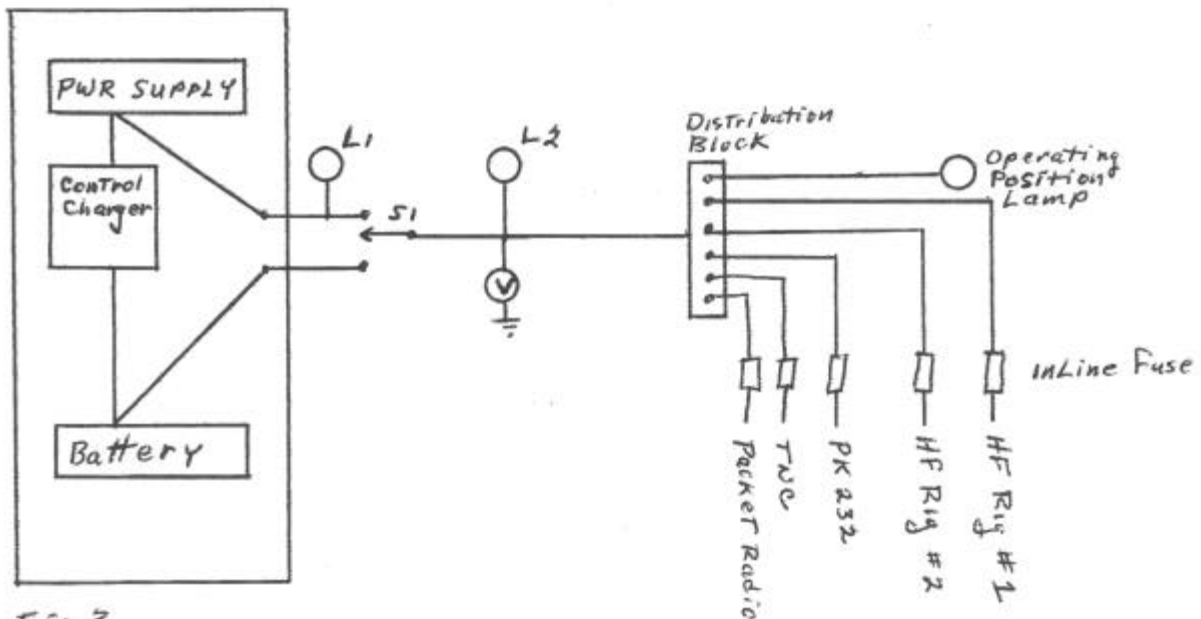 PWR SUPPLY
Control
Charger
Battery
L1
S1
L2
V
Distribution
Block
Operating
Position
Lamp
InLine Fuse
Packet Radio
TNC
PK 232
HF Rig #2
HF Rig #1